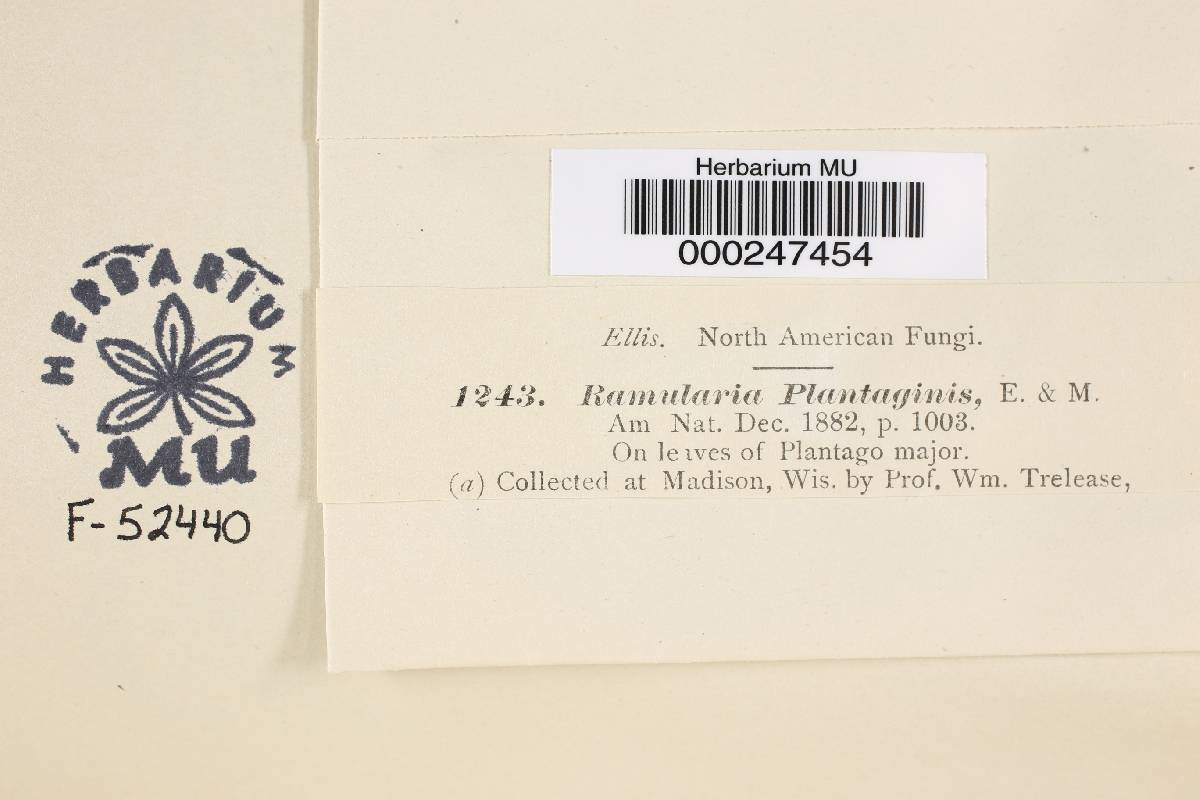 Herbarium MU
000247454
HERBARIUM
MU
F-52440
Ellis. North American Fungi.
1243. Ramularia Plantaginis, E. & M.
Am Nat. Dec. 1882, p. 1003.
On leaves of Plantago major.
(a) Collected at Madison, Wis. by Prof. Wm. Trelease,